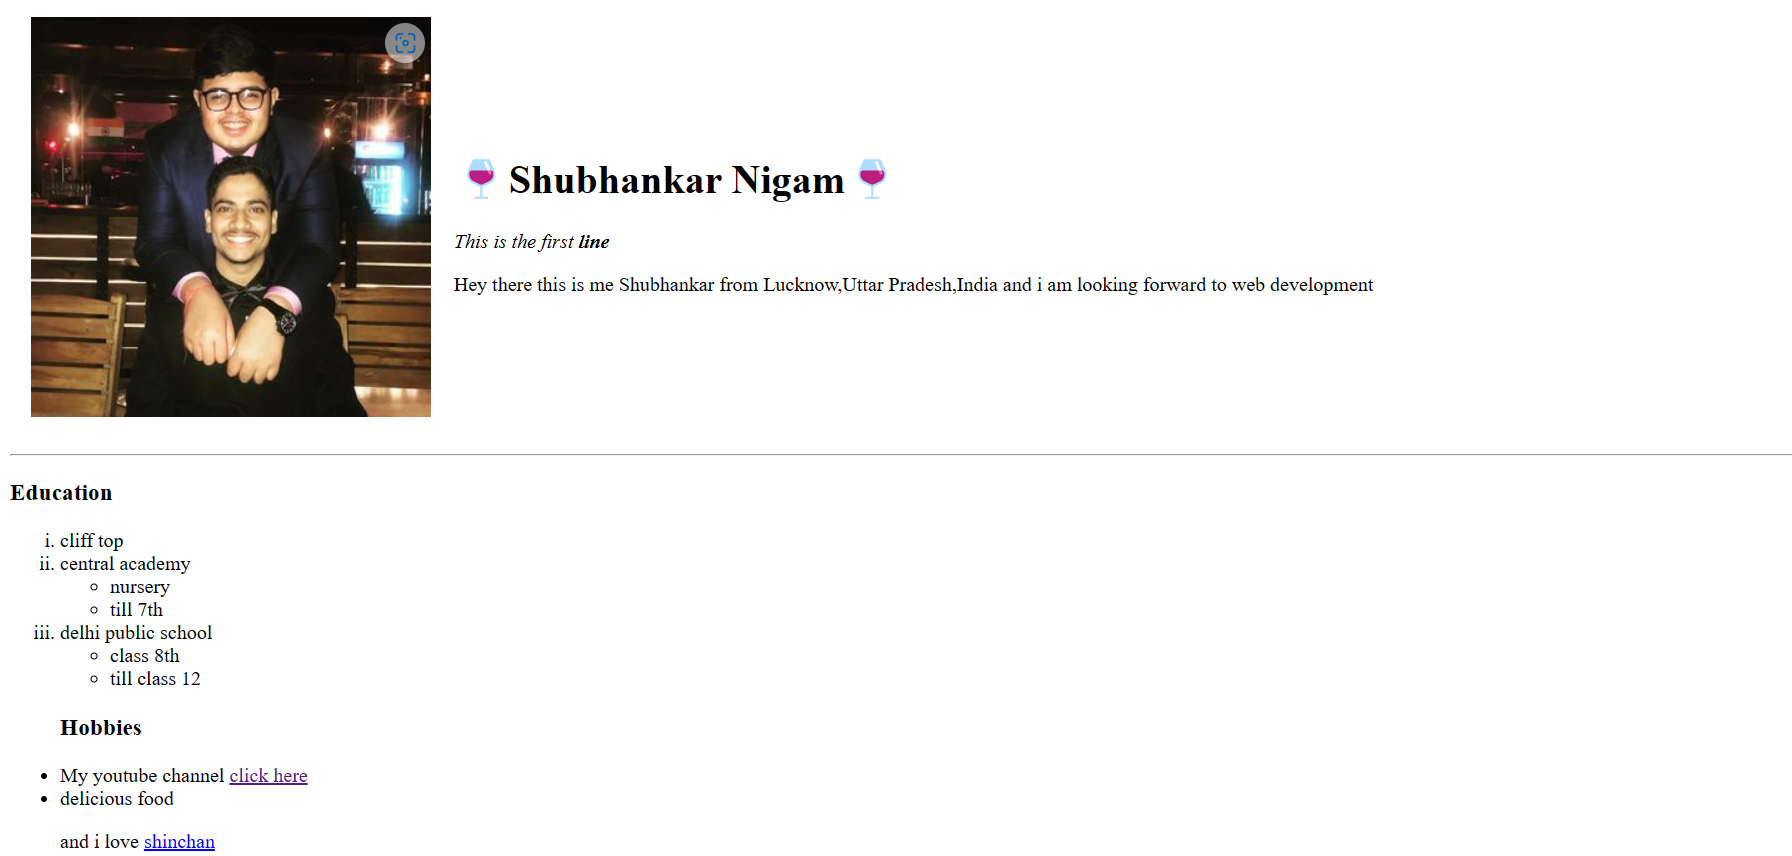 Shubhankar Nigam
This is the first line
Hey there this is me Shubhankar from Lucknow,Uttar Pradesh,India and i am looking forward to web development
Education
i. cliff top
ii. central academy
nursery
till 7th
iii. delhi public school
class 8th
till class 12
Hobbies
My youtube channel click here
delicious food
and i love shinchan